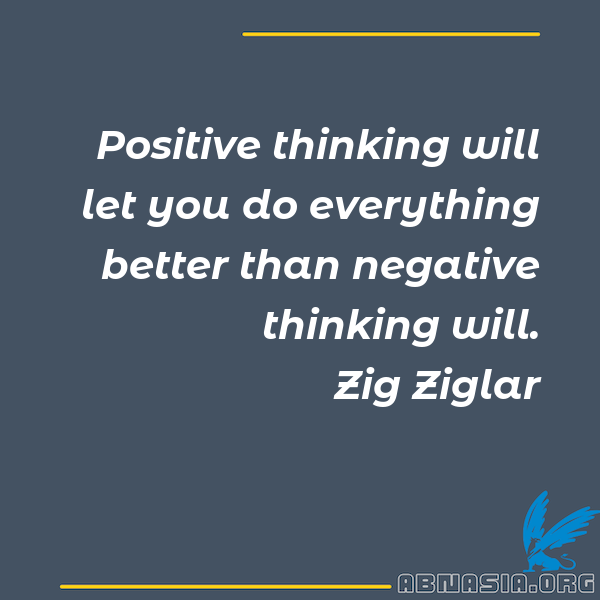 Positive thinking will
let you do everything
better than negative
thinking will.
Zig Ziglar
ABNASIA.ORG